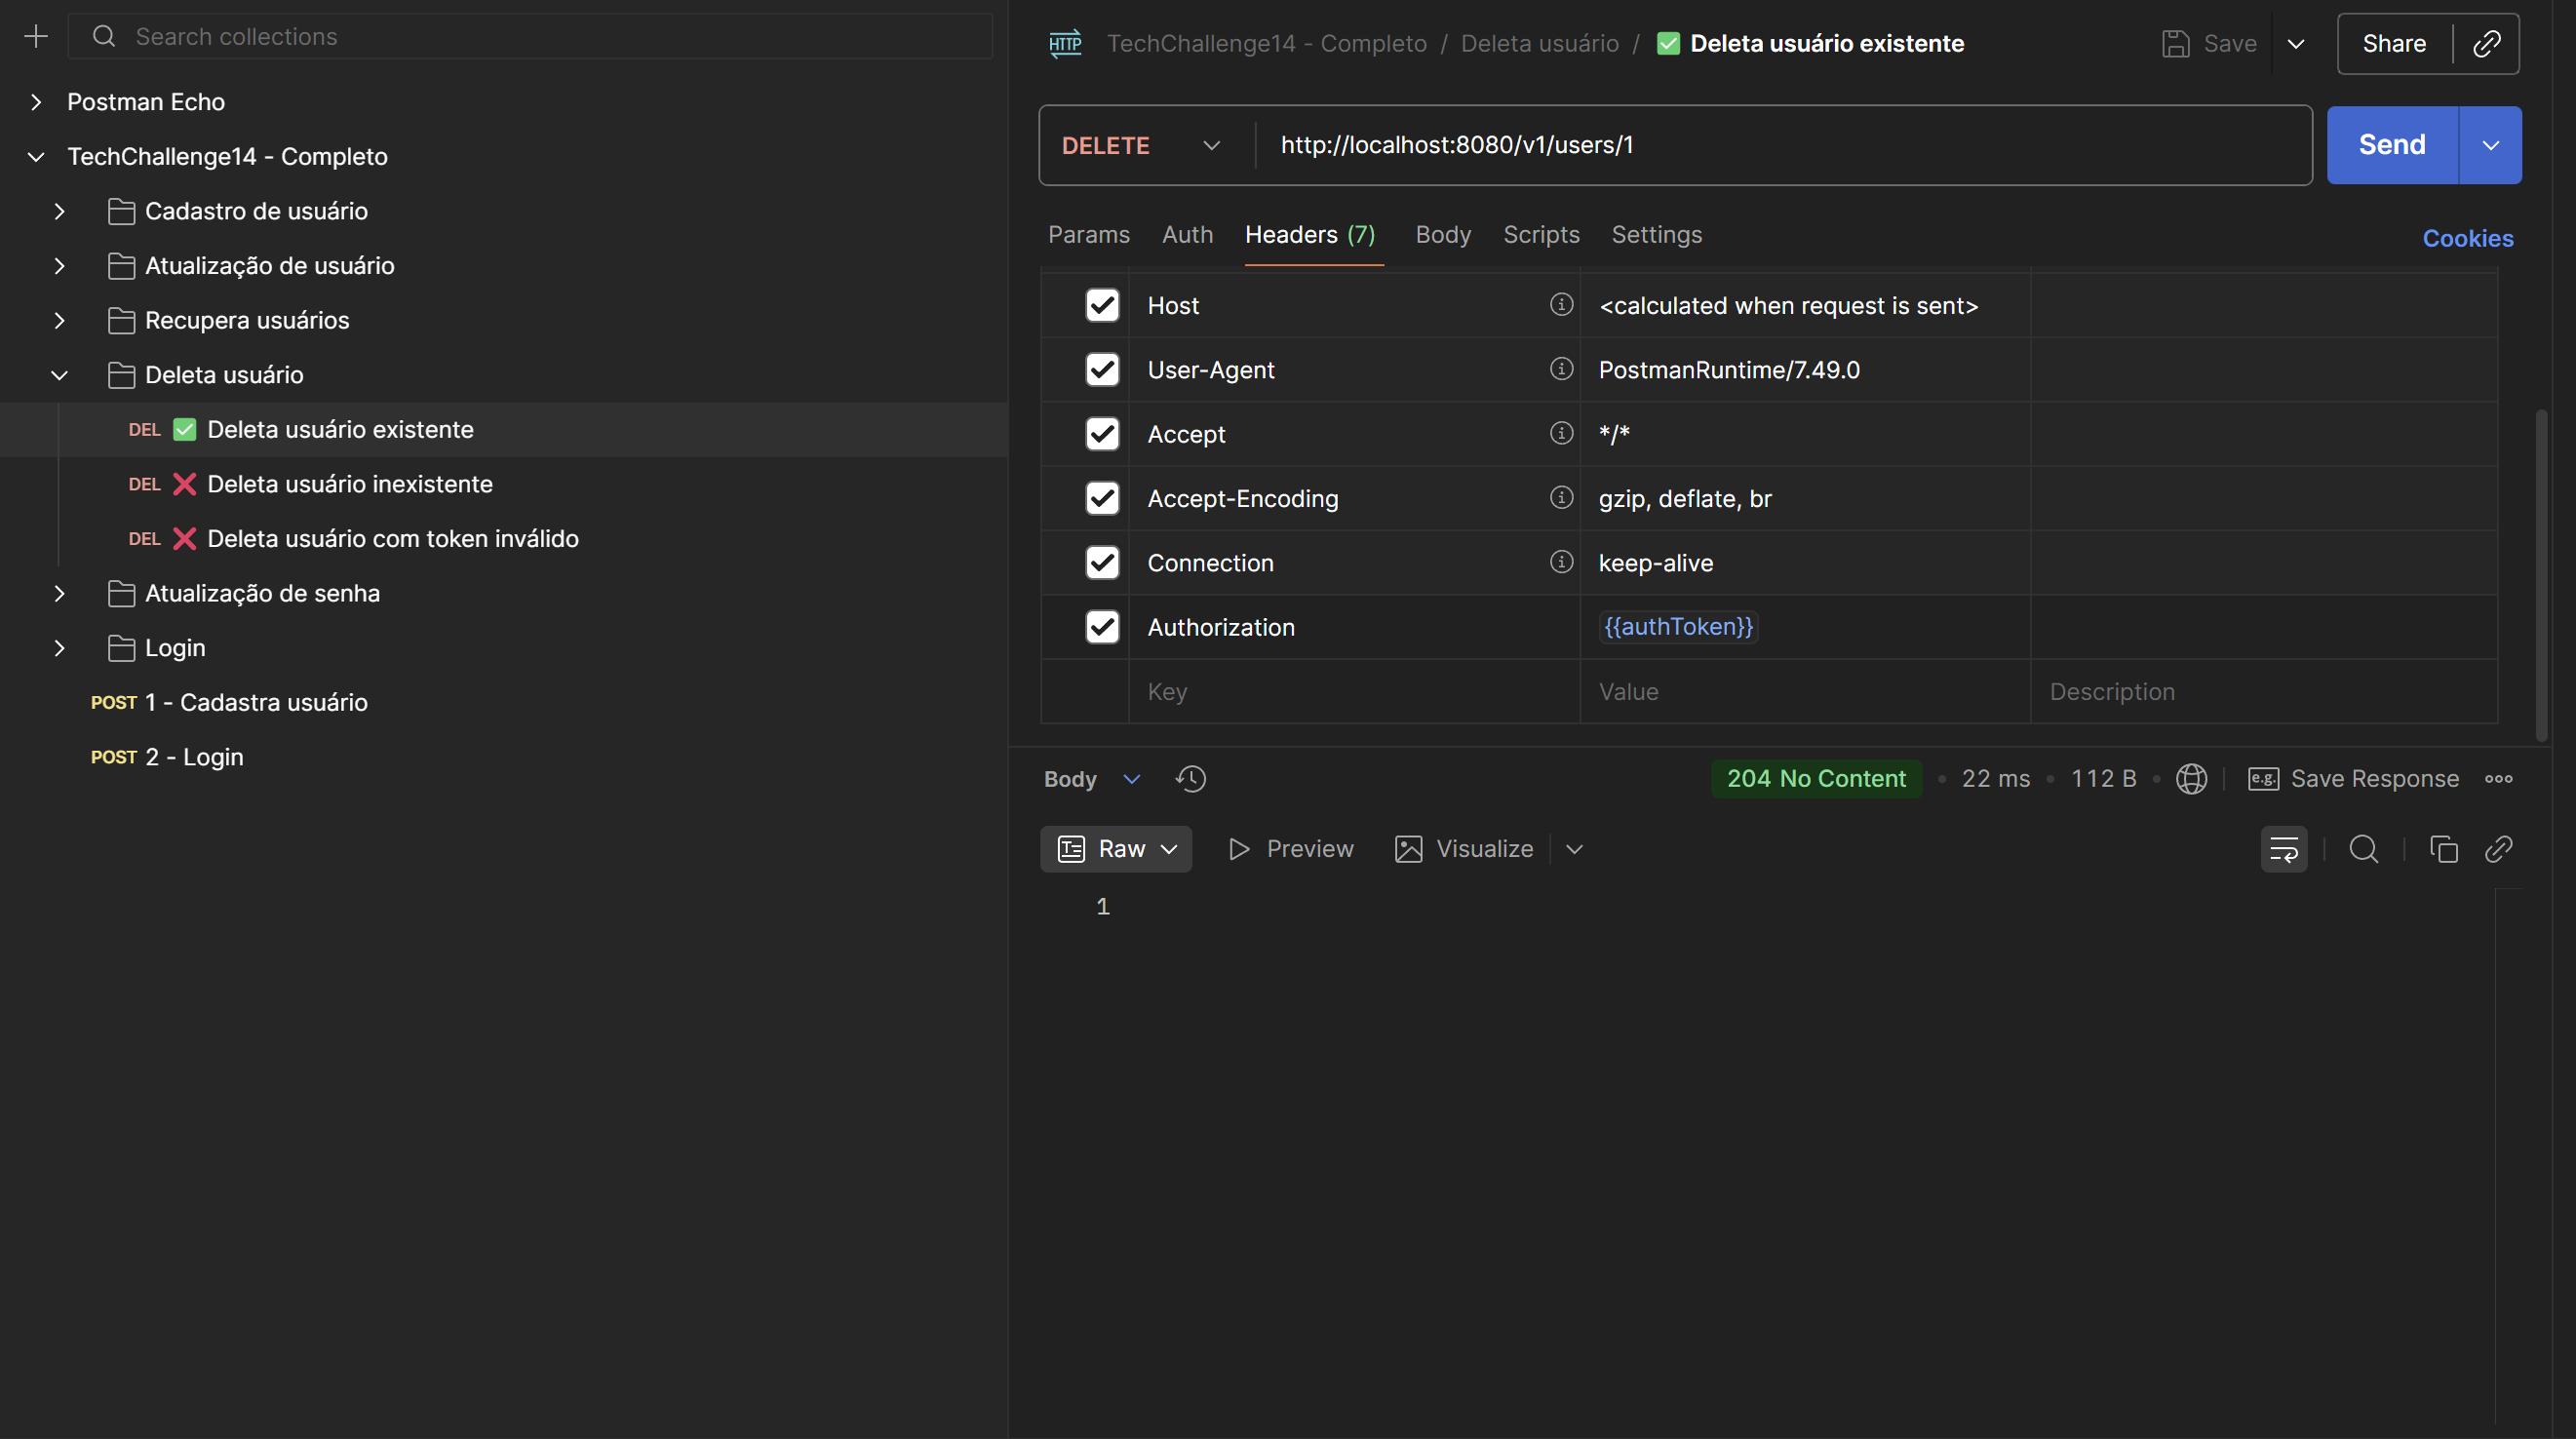 Search collections
Postman Echo
TechChallenge14 - Completo
Cadastro de usuário
Atualização de usuário
Recupera usuários
Deleta usuário
DEL ✅ Deleta usuário existente
DEL ❌ Deleta usuário inexistente
DEL ❌ Deleta usuário com token inválido
Atualização de senha
Login
POST 1 - Cadastra usuário
POST 2 - Login
HTTP TechChallenge14 - Completo / Deleta usuário / ✅ Deleta usuário existente
Save
Share
DELETE http://localhost:8080/v1/users/1
Send
Params Auth Headers (7) Body Scripts Settings
Cookies
Host <calculated when request is sent>
User-Agent PostmanRuntime/7.49.0
Accept */*
Accept-Encoding gzip, deflate, br
Connection keep-alive
Authorization {{authToken}}
Key Value Description
Body
204 No Content • 22 ms • 112 B • e.g. Save Response
Raw Preview Visualize
1